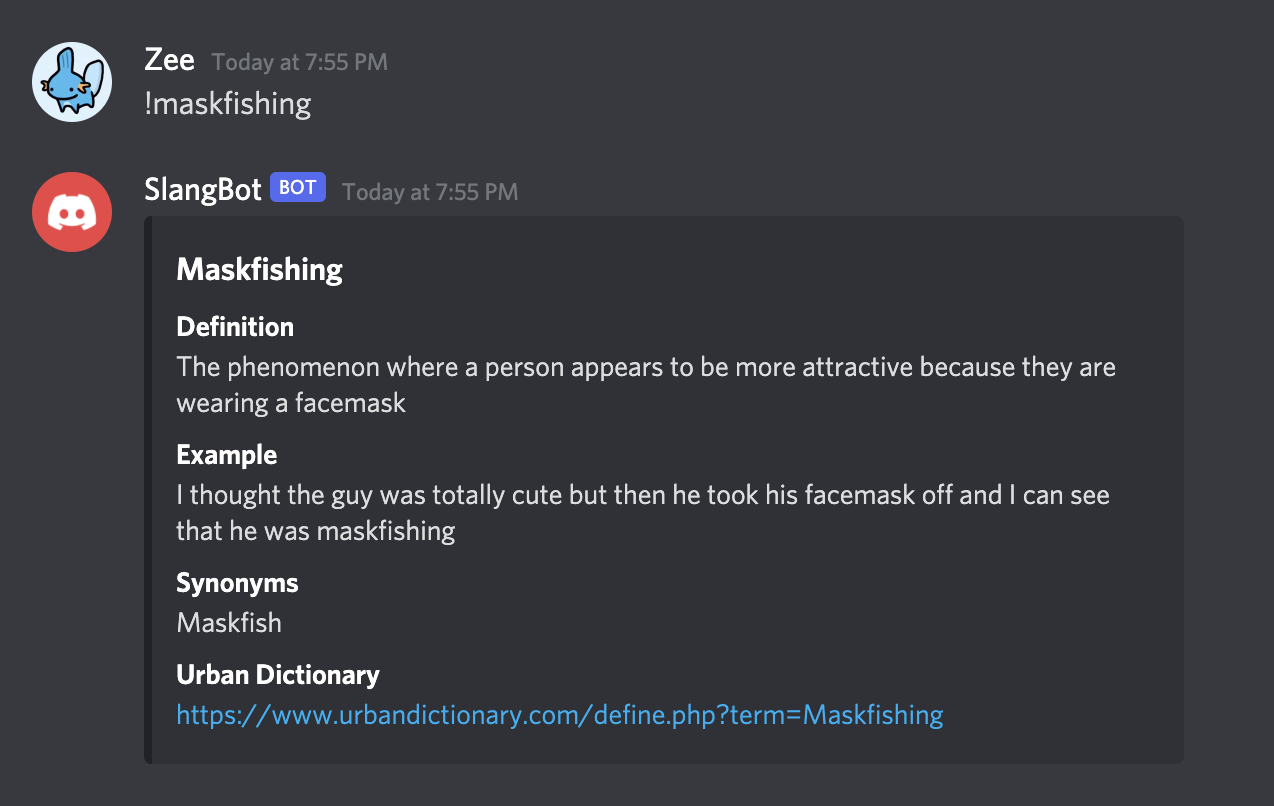 Zee Today at 7:55 PM
!maskfishing
SlangBot BOT Today at 7:55 PM
Maskfishing
Definition
The phenomenon where a person appears to be more attractive because they are
wearing a facemask
Example
I thought the guy was totally cute but then he took his facemask off and I can see
that he was maskfishing
Synonyms
Maskfish
Urban Dictionary
https://www.urbandictionary.com/define.php?term=Maskfishing